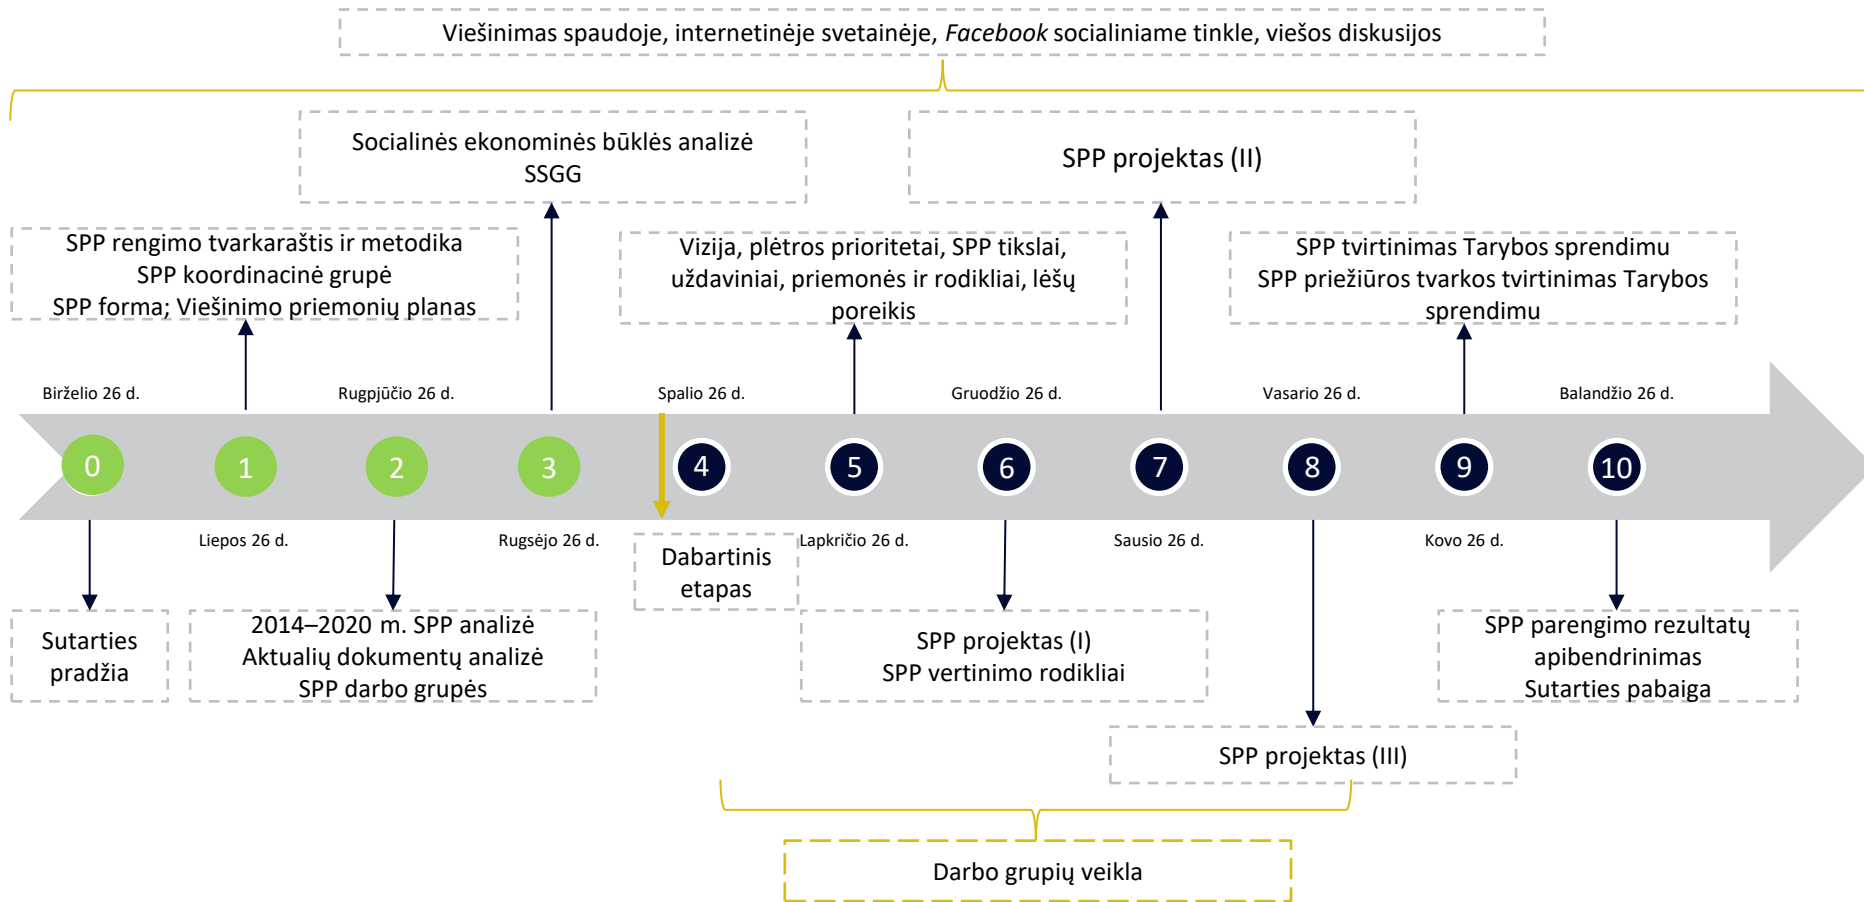 Viešinimas spaudoje, internetinėje svetainėje, Facebook socialiniame tinkle, viešos diskusijos
Socialinės ekonominės būklės analizė
SSGG
SPP projektas (II)
SPP rengimo tvarkaraštis ir metodika
SPP koordinacinė grupė
SPP forma; Viešinimo priemonių planas
Vizija, plėtros prioritetai, SPP tikslai,
uždaviniai, priemonės ir rodikliai, lėšų
poreikis
SPP tvirtinimas Tarybos sprendimu
SPP priežiūros tvarkos tvirtinimas Tarybos
sprendimu
Birželio 26 d.
Rugpjūčio 26 d.
Spalio 26 d.
Gruodžio 26 d.
Vasario 26 d.
Balandžio 26 d.
0
1
2
3
4
5
6
7
8
9
10
Liepos 26 d.
Rugsėjo 26 d.
Lapkričio 26 d.
Sausio 26 d.
Kovo 26 d.
Dabartinis
etapas
Sutarties
pradžia
2014–2020 m. SPP analizė
Aktualių dokumentų analizė
SPP darbo grupės
SPP projektas (I)
SPP vertinimo rodikliai
SPP parengimo rezultatų
apibendrinimas
Sutarties pabaiga
SPP projektas (III)
Darbo grupių veikla